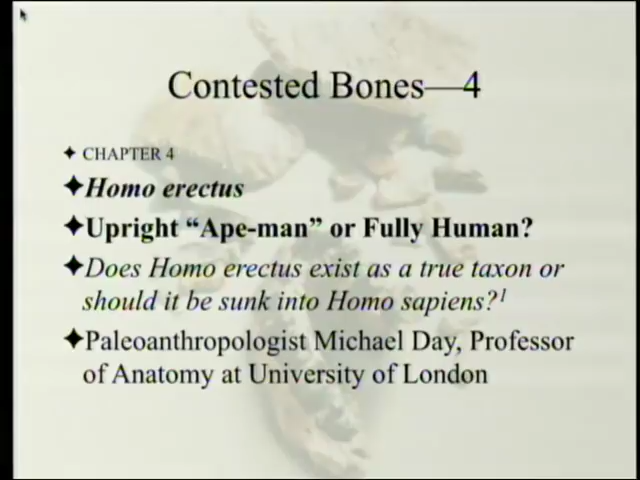 Contested Bones—4
✦ CHAPTER 4
✦Homo erectus
✦Upright “Ape-man” or Fully Human?
✦Does Homo erectus exist as a true taxon or
should it be sunk into Homo sapiens?¹
✦Paleoanthropologist Michael Day, Professor
of Anatomy at University of London